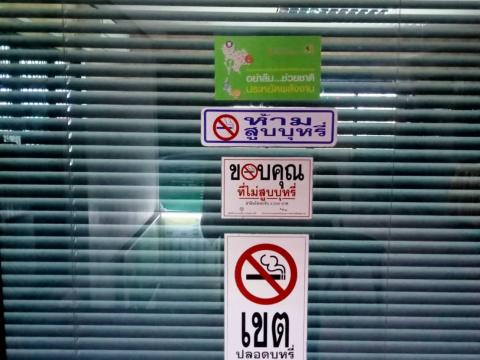 อย่าลืม...ช่วยชาติ
ประหยัดพลังงาน
ห้าม
สูบบุหรี่
ขอบคุณ
ที่ไม่สูบบุหรี่
เขต
ปลอดบุหรี่